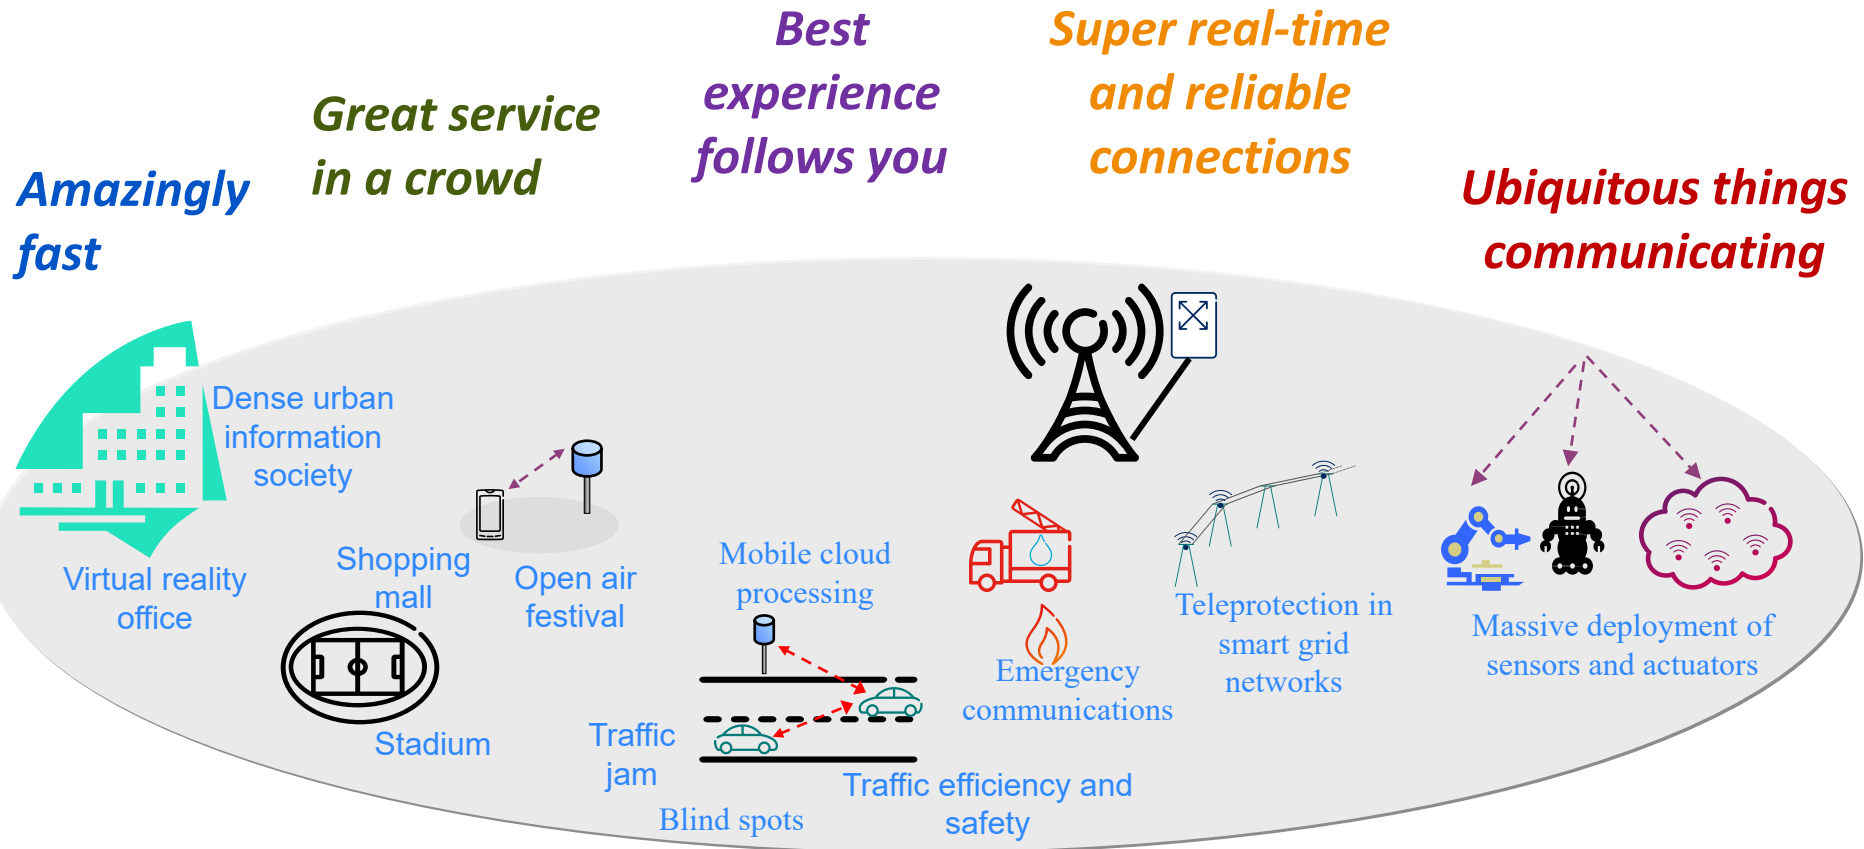 Best
experience
follows you
Super real-time
and reliable
connections
Great service
in a crowd
Amazingly
fast
Ubiquitous things
communicating
Dense urban
information
society
Virtual reality
office
Shopping
mall
Open air
festival
Stadium
Mobile cloud
processing
Traffic
jam
Blind spots
Traffic efficiency and
safety
Emergency
communications
Teleprotection in
smart grid
networks
Massive deployment of
sensors and actuators